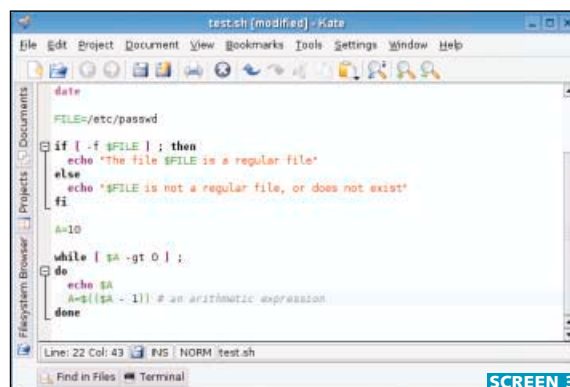 test.sh [modified] - Kate
File Edit Project Document View Bookmarks Tools Settings Window Help
Documents
Projects
Filesystem Browser
date
FILE=/etc/passwd
if [ -f $FILE ] ; then
echo "The file $FILE is a regular file"
else
echo "$FILE is not a regular file, or does not exist"
fi
A=10
while [ $A -gt 0 ] ;
do
echo $A
A=$(($A - 1)) # an arithmetic expression
done
Line: 22 Col: 43 INS NORM test.sh
Find in Files Terminal
SCREEN 3